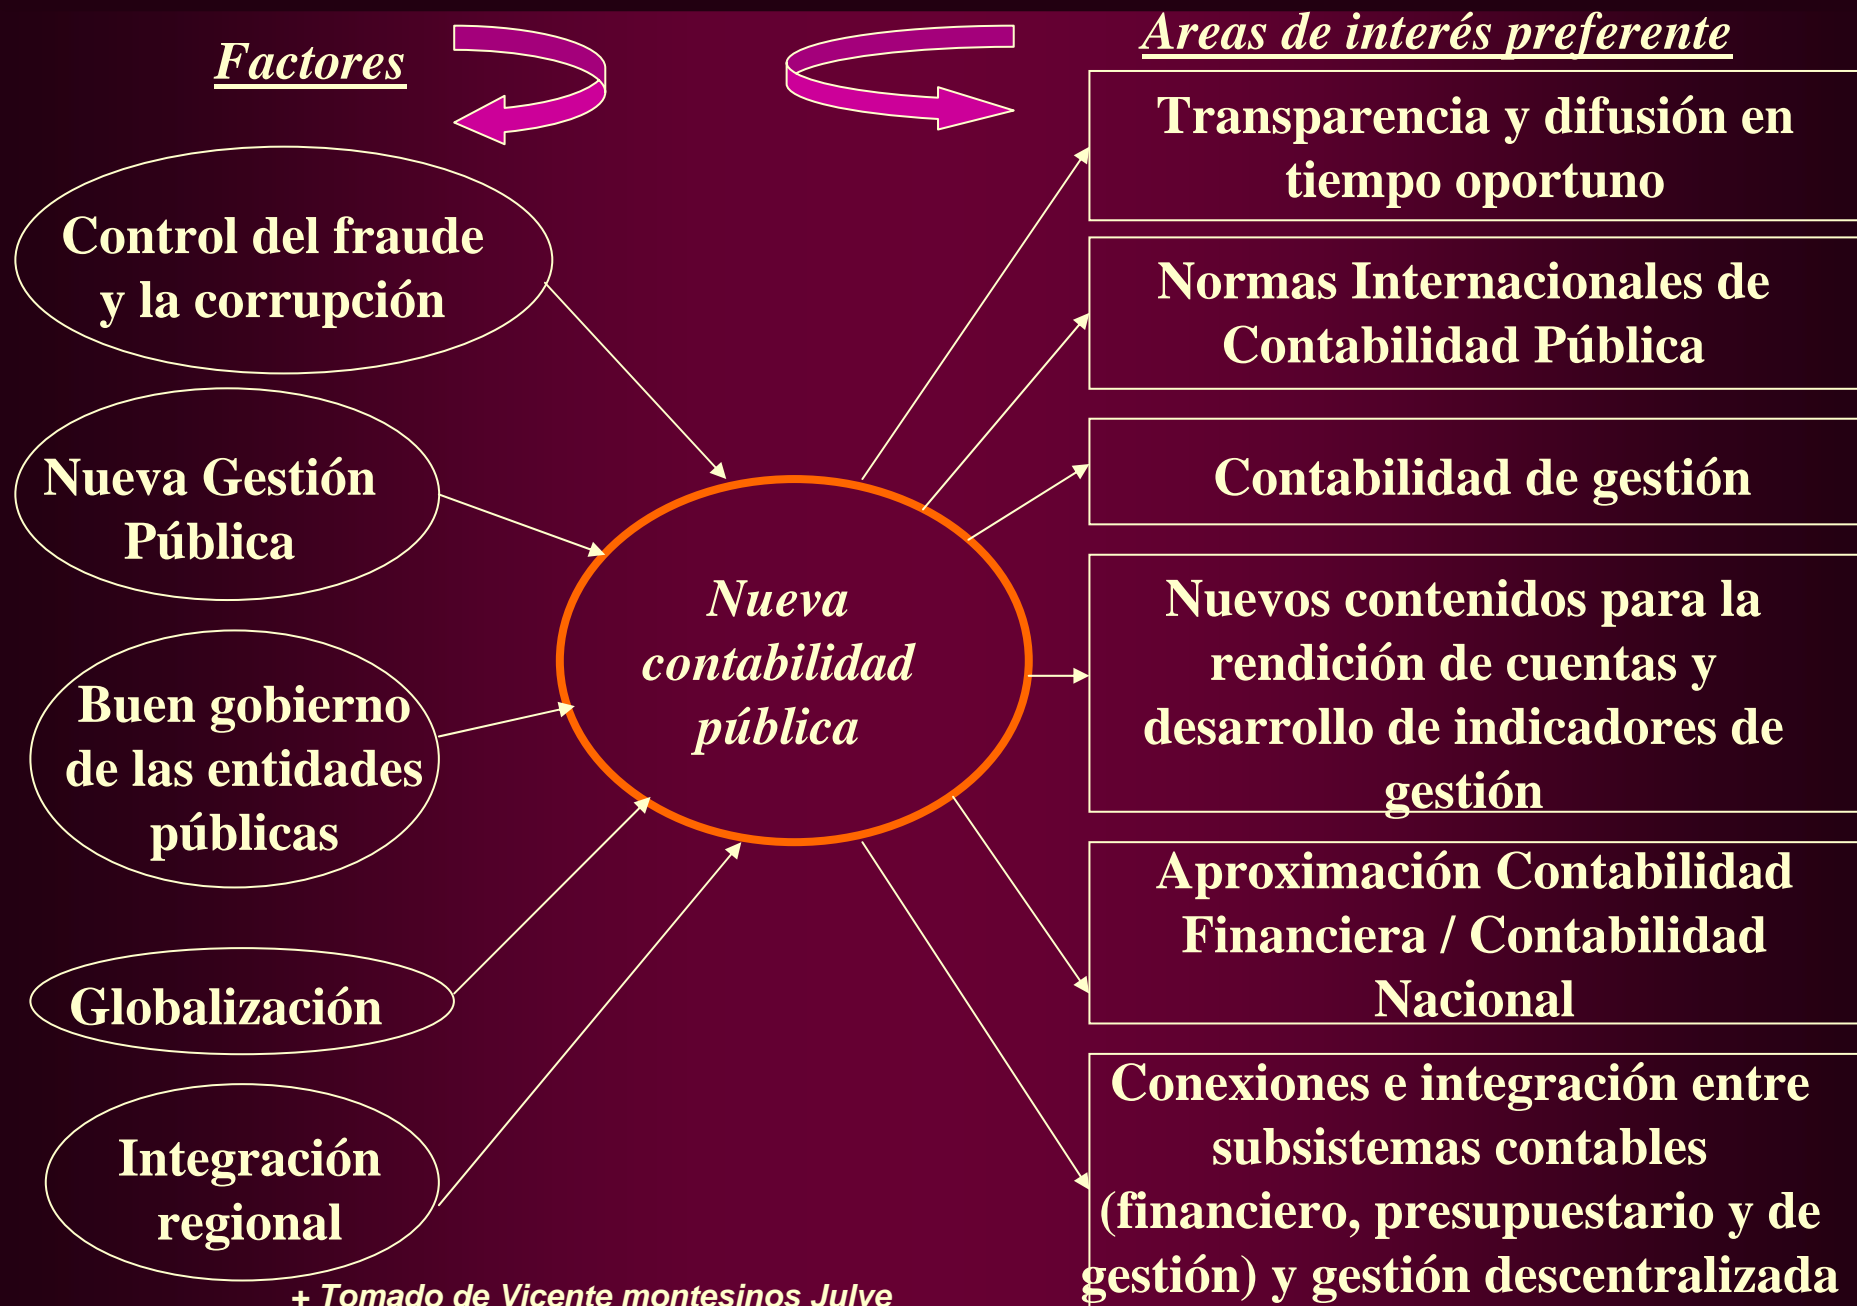 Factores
Areas de interés preferente
Control del fraude
y la corrupción
Nueva Gestión
Pública
Buen gobierno
de las entidades
públicas
Globalización
Integración
regional
Nueva
contabilidad
pública
Transparencia y difusión en
tiempo oportuno
Normas Internacionales de
Contabilidad Pública
Contabilidad de gestión
Nuevos contenidos para la
rendición de cuentas y
desarrollo de indicadores de
gestión
Aproximación Contabilidad
Financiera / Contabilidad
Nacional
Conexiones e integración entre
subsistemas contables
(financiero, presupuestario y de
gestión) y gestión descentralizada
+ Tomado de Vicente montesinos Julve